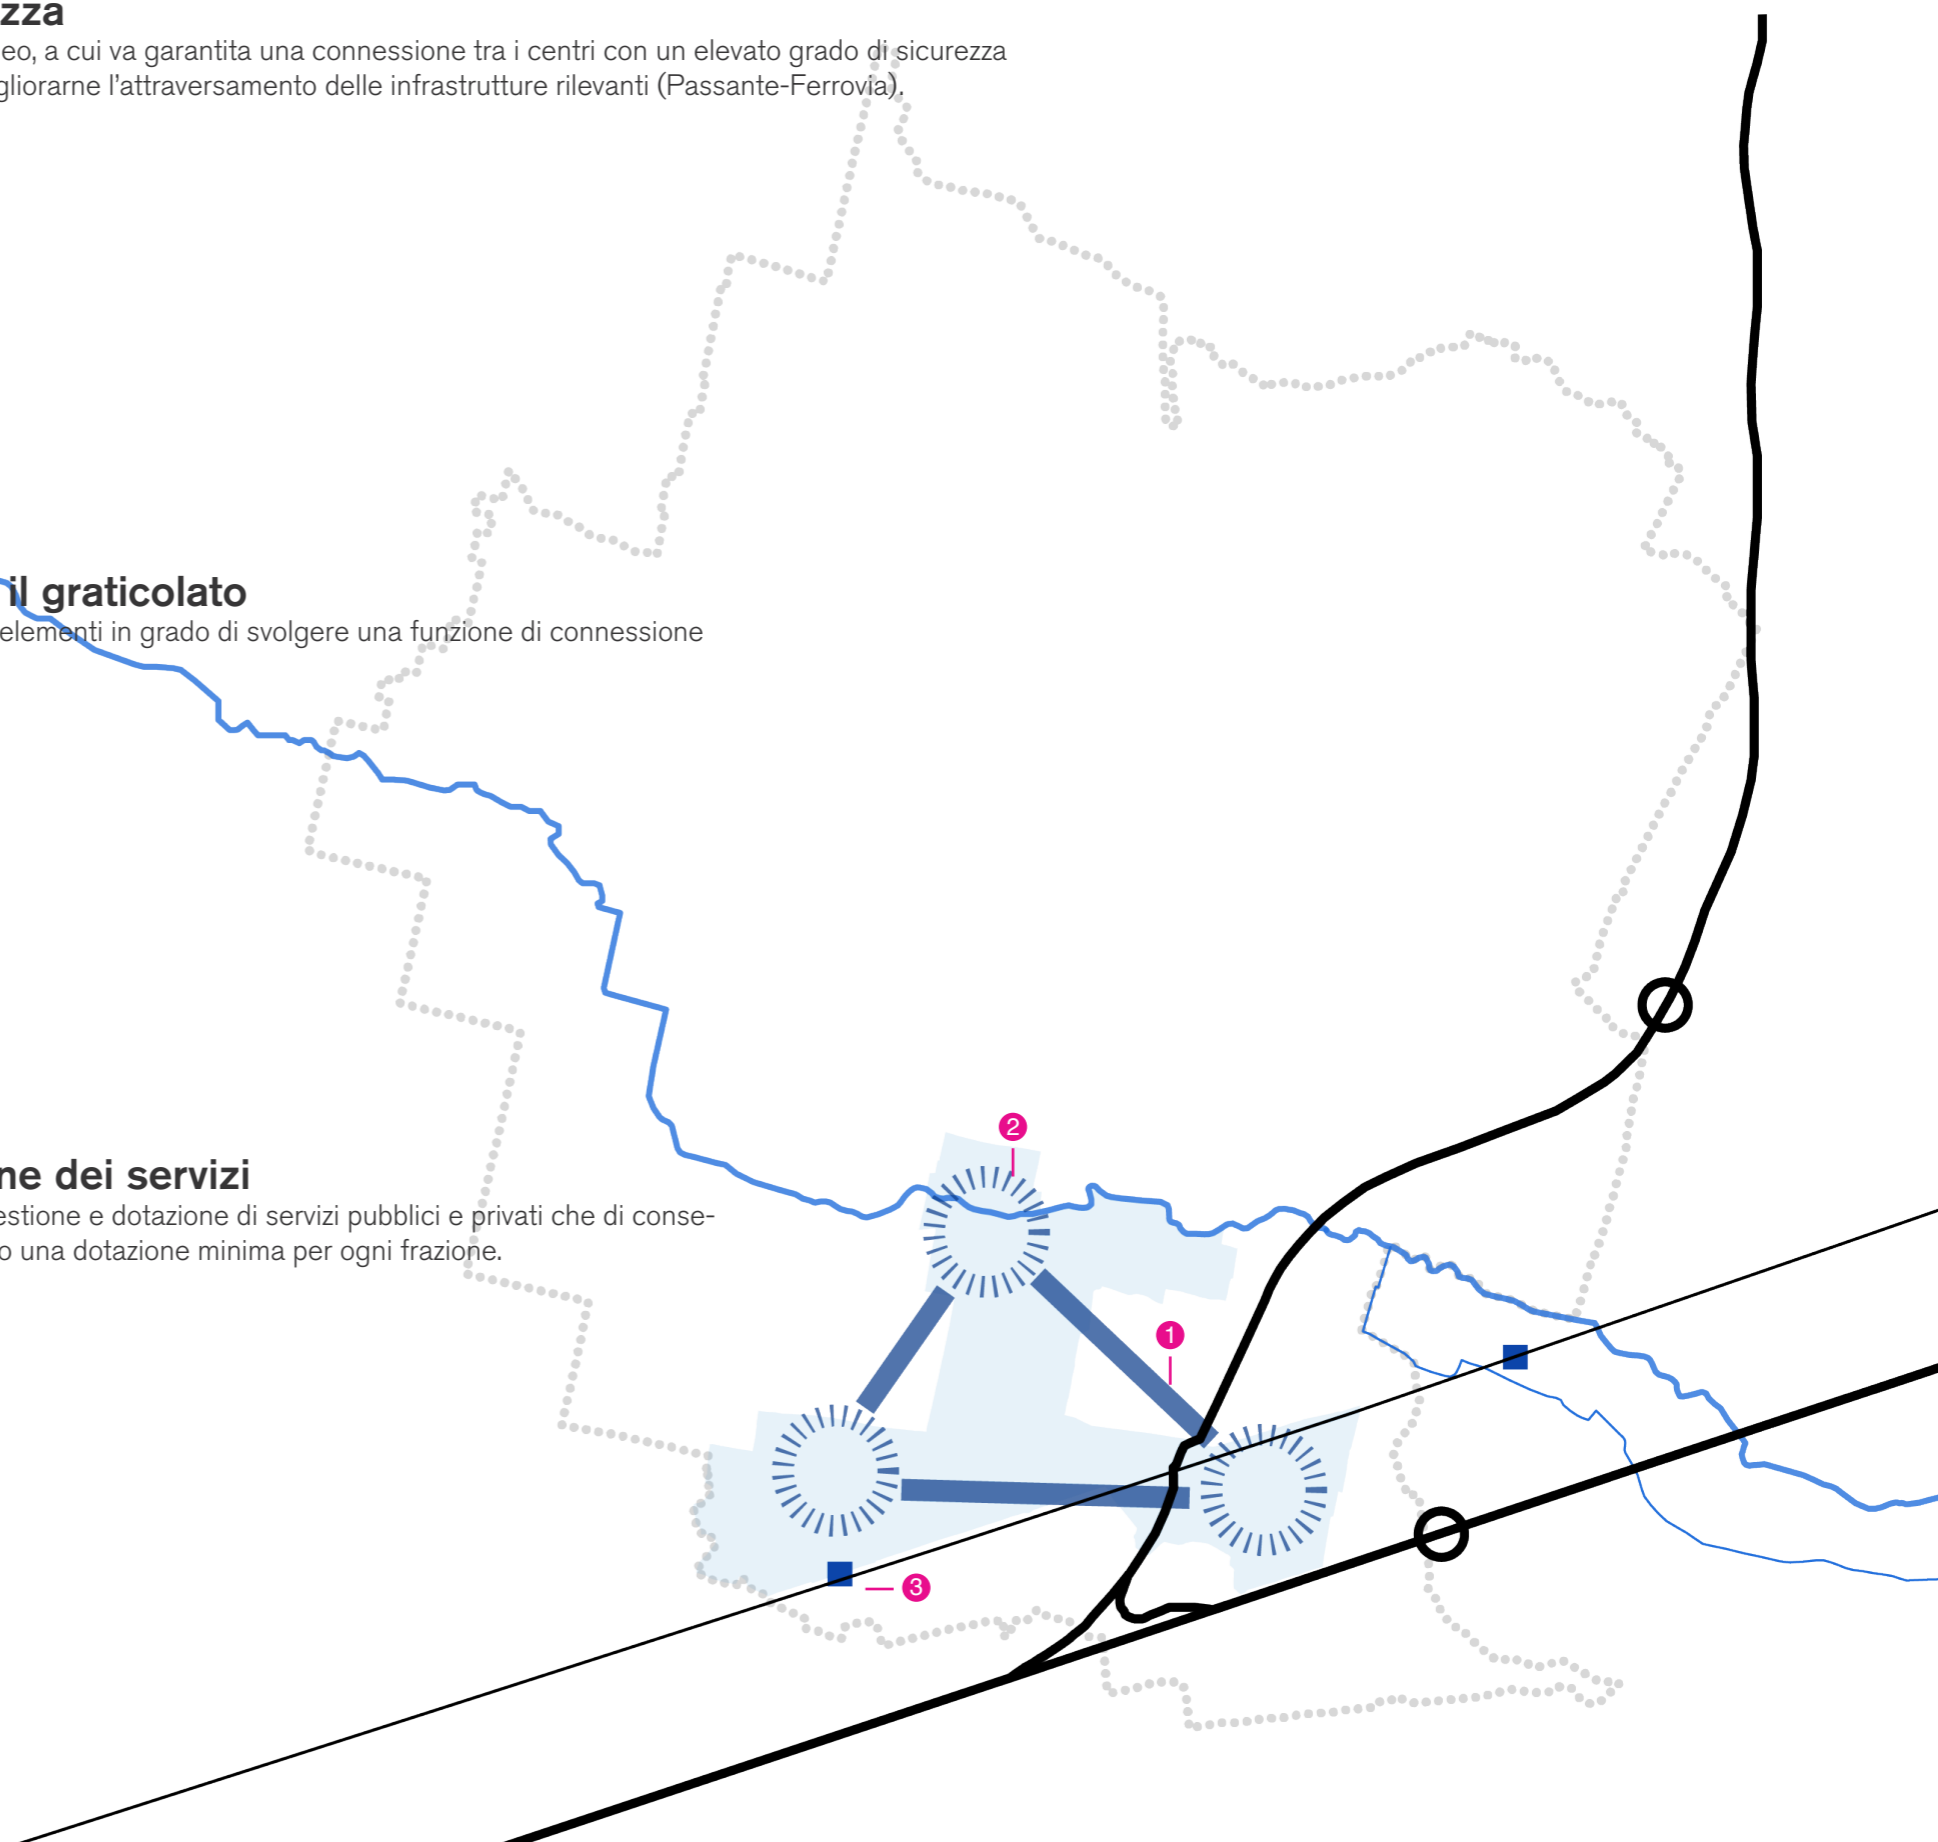 zza
eo, a cui va garantita una connessione tra i centri con un elevato grado di sicurezza
gliorarne l’attraversamento delle infrastrutture rilevanti (Passante-Ferrovia).
il graticolato
elementi in grado di svolgere una funzione di connessione
ne dei servizi
estione e dotazione di servizi pubblici e privati che di conse-
o una dotazione minima per ogni frazione.
2
1
3